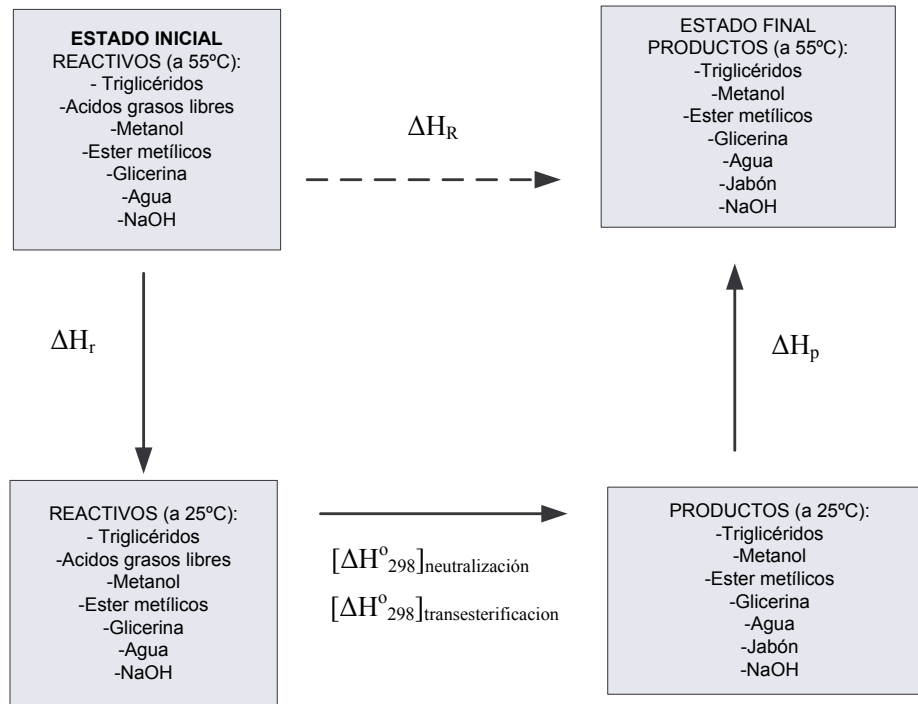 ESTADO INICIAL
REACTIVOS (a 55ºC):
- Triglicéridos
-Acidos grasos libres
-Metanol
-Ester metílicos
-Glicerina
-Agua
-NaOH
ΔH_R
ESTADO FINAL
PRODUCTOS (a 55ºC):
-Triglicéridos
-Metanol
-Ester metílicos
-Glicerina
-Agua
-Jabón
-NaOH
ΔH_r
ΔH_p
REACTIVOS (a 25ºC):
- Triglicéridos
-Acidos grasos libres
-Metanol
-Ester metílicos
-Glicerina
-Agua
-NaOH
[ΔHº_298]neutralización
[ΔHº_298]transesterificacion
PRODUCTOS (a 25ºC):
-Triglicéridos
-Metanol
-Ester metílicos
-Glicerina
-Agua
-Jabón
-NaOH